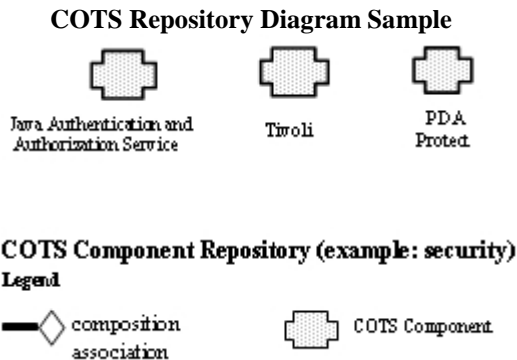 COTS Repository Diagram Sample
Java Authentication and
Authorization Service
Tivoli
PDA
Protect
COTS Component Repository (example: security)
Legend
composition
association
COTS Component